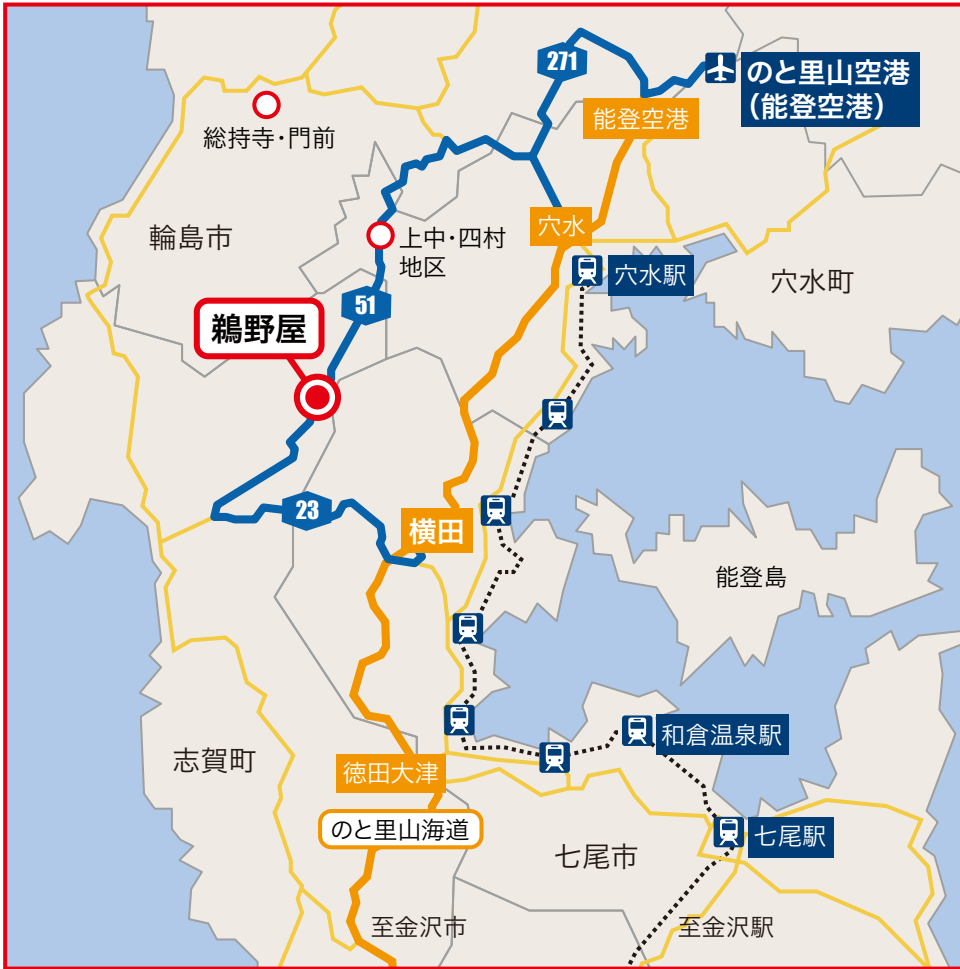 271
のと里山空港
（能登空港）
能登空港
総持寺・門前
穴水
輪島市
上中・四村
地区
穴水駅
穴水町
51
鵜野屋
23
横田
能登島
和倉温泉駅
志賀町
徳田大津
のと里山海道
七尾駅
七尾市
至金沢市
至金沢駅